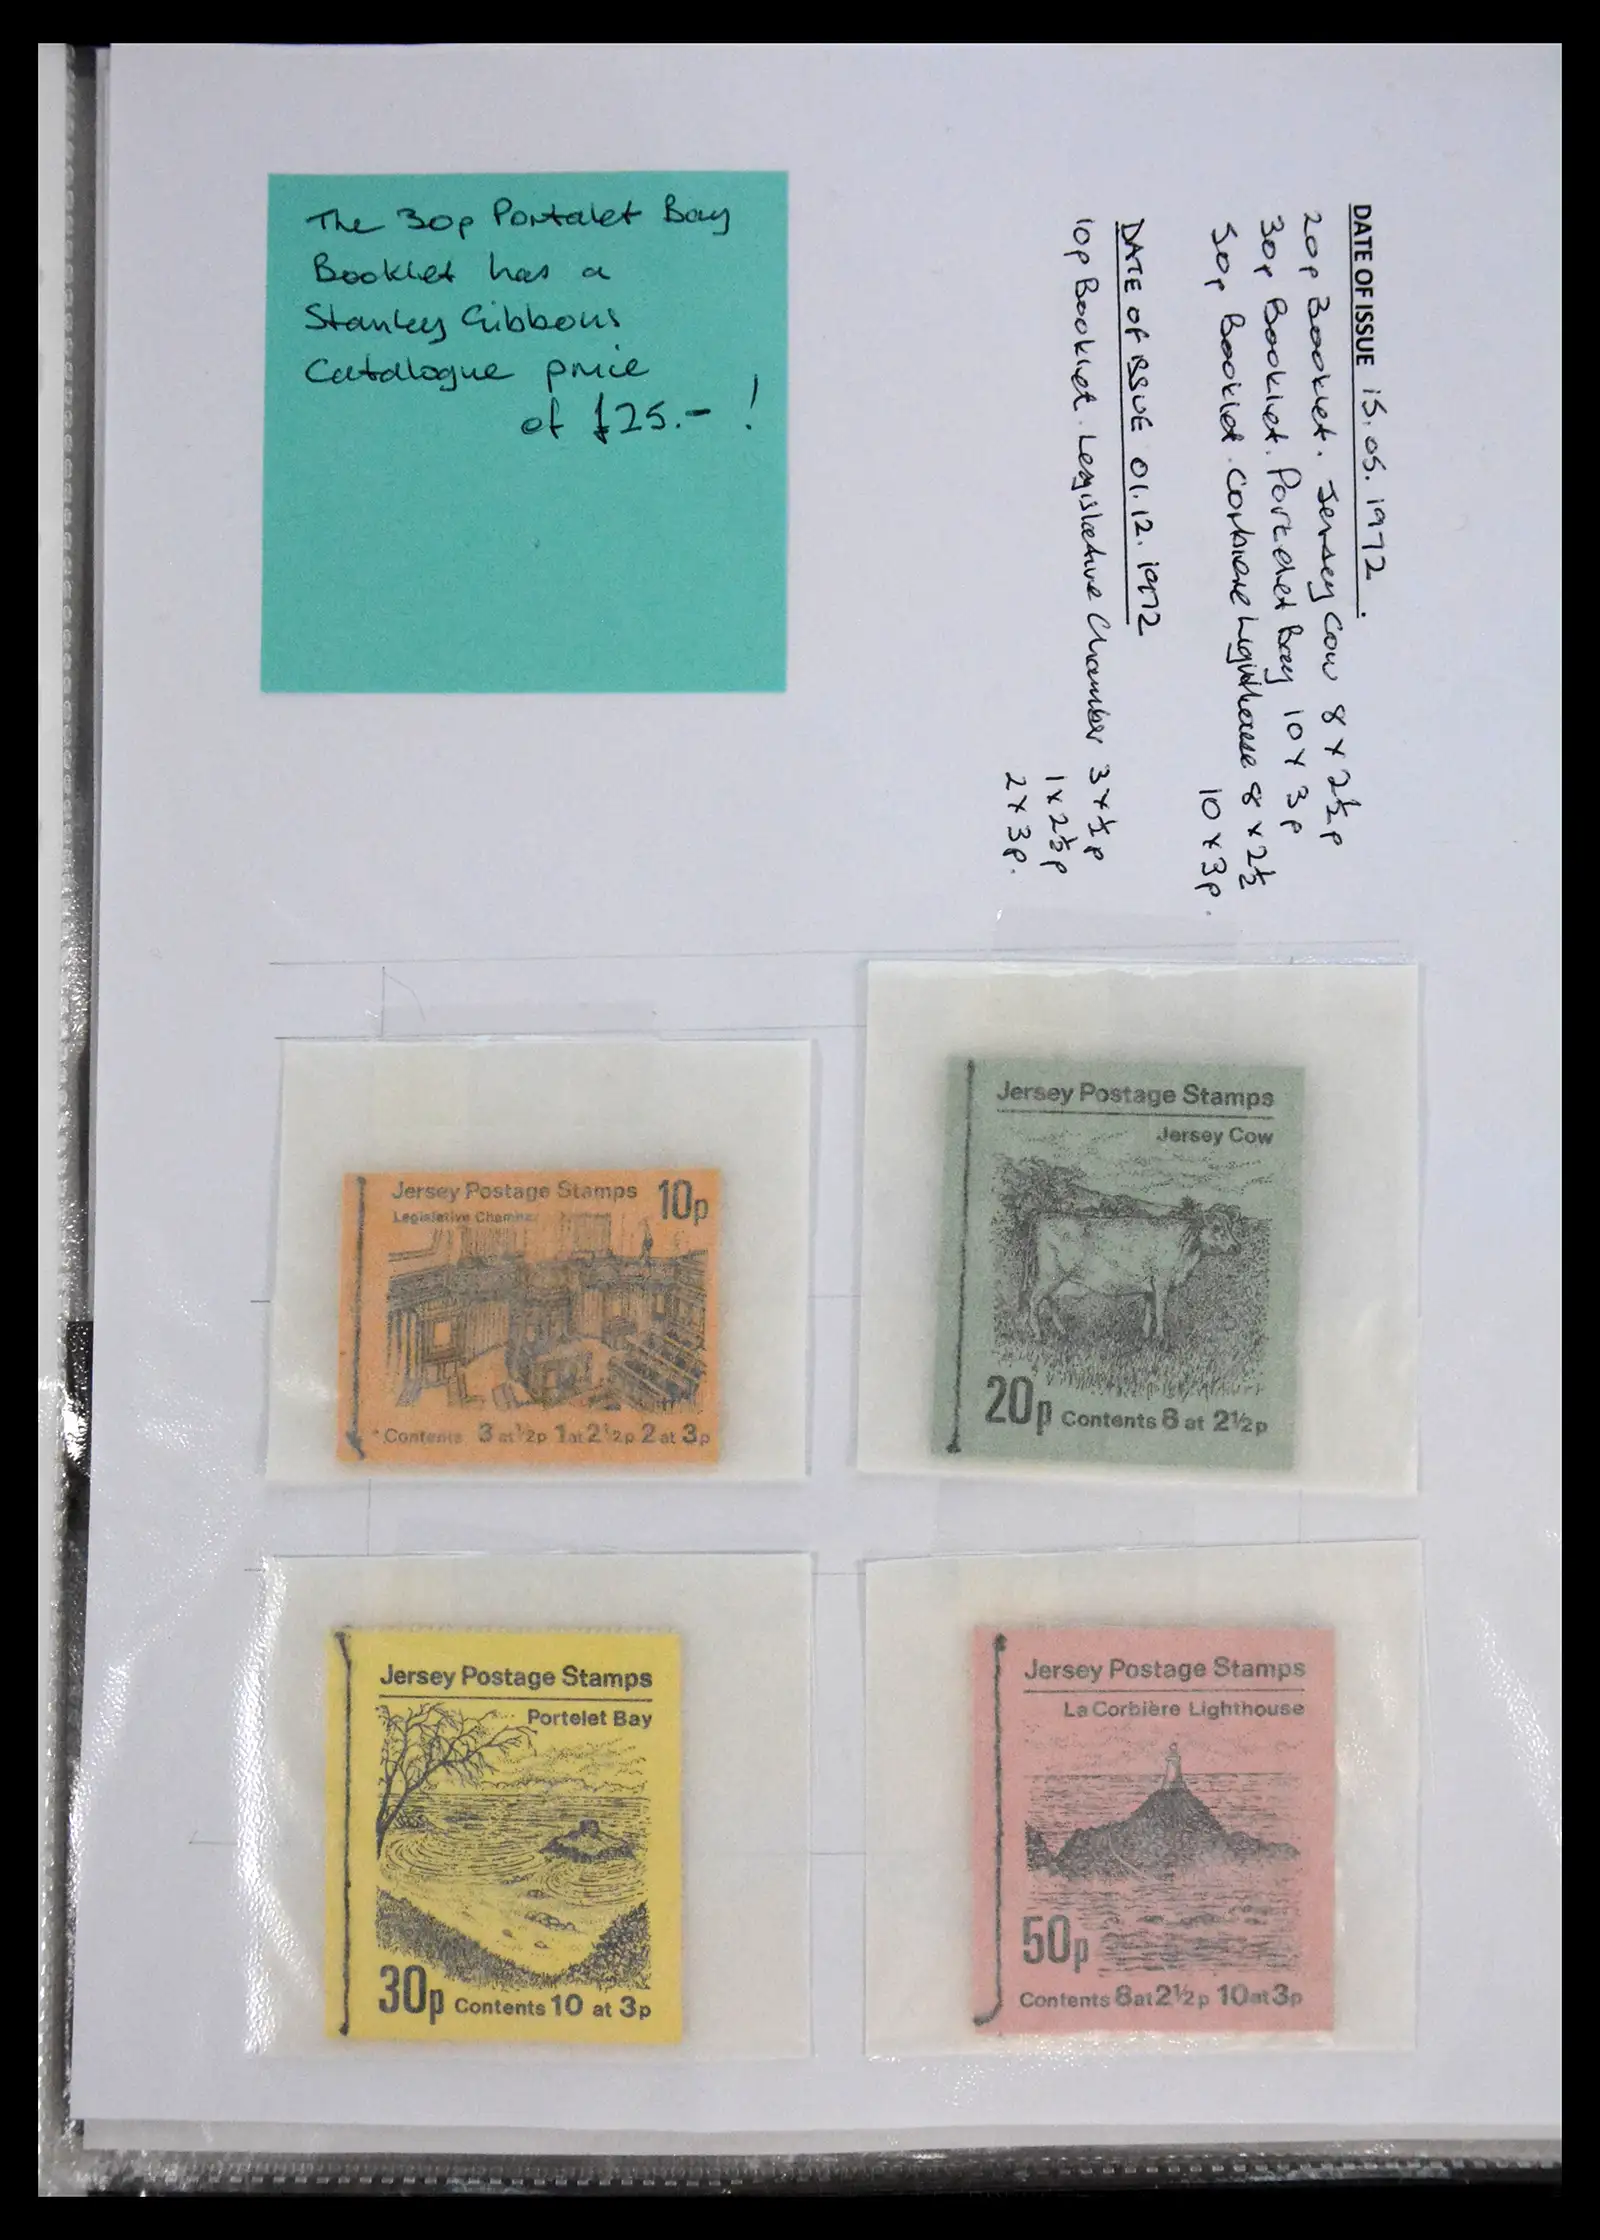 The 30p Portalet Bay
Booklet has a
Stanley Gibbons
Catalogue price
of £25.- !
DATE OF ISSUE 15.05.1972.
20p Booklet. Jersey Cow 8 x 2½p
30p Booklet. Portelet Bay 10 x 3p
50p Booklet. Corbiere Lighthouse 8 x 2½
10 x 3p.
DATE OF ISSUE 01.12.1972
10p Booklet. Legislative Chamber 3 x ½p
1 x 2½p
2 x 3p.
Jersey Postage Stamps 10p
Legislative Chamber
Contents 3 at ½p 1 at 2½p 2 at 3p
Jersey Postage Stamps
Jersey Cow
20p Contents 8 at 2½p
Jersey Postage Stamps
Portelet Bay
30p Contents 10 at 3p
Jersey Postage Stamps
La Corbière Lighthouse
50p
Contents 8 at 2½p 10 at 3p